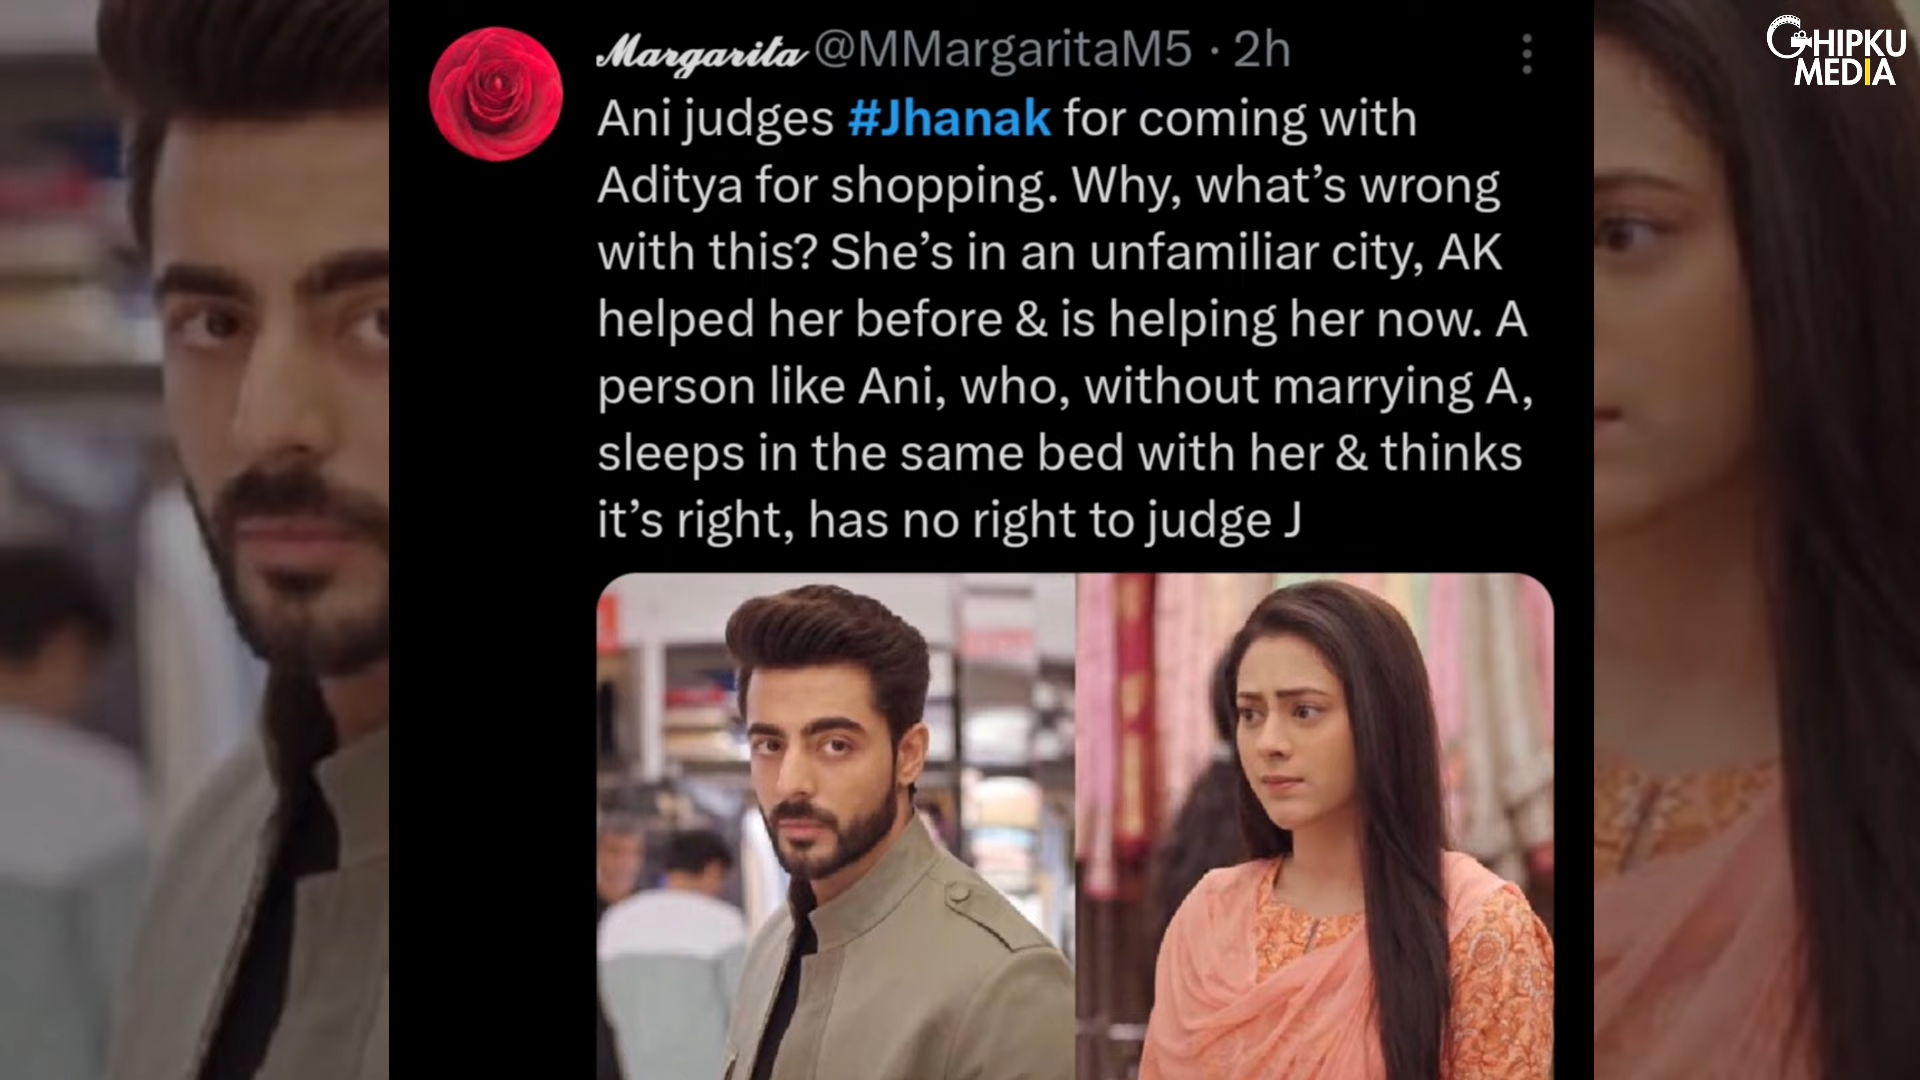 Margarita @MMargaritaM5 · 2h
Ani judges #Jhanak for coming with
Aditya for shopping. Why, what’s wrong
with this? She’s in an unfamiliar city, AK
helped her before & is helping her now. A
person like Ani, who, without marrying A,
sleeps in the same bed with her & thinks
it’s right, has no right to judge J
GHIPKU
MEDIA